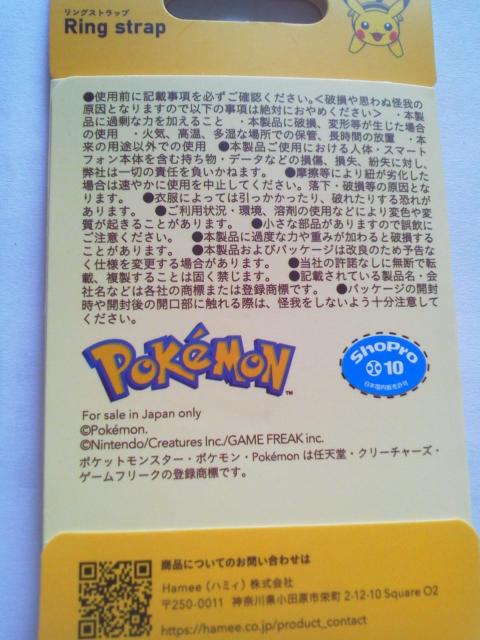 リングストラップ
Ring strap
●使用前に記載事項を必ずご確認ください。<破損や思わぬ怪我の
原因となりますので以下の事項は絶対におやめください> ・本製
品に過剰な力を加えること ・本製品に破損、変形等が生じた場合
の使用 ・火気、高温、多湿な場所での保管、長時間の放置 ・本
来の用途以外での使用 ●本製品ご使用における人体・スマート
フォン本体を含む持ち物・データなどの損傷、損失、紛失に対し
弊社は一切の責任を負いかねます。 ●摩擦等により紐が劣化した
場合は速やかに使用を中止してください。落下・破損等の原因とな
ります。 ●衣服によっては引っかかったり、破れたりする恐れが
あります。 ●ご利用状況・環境、溶剤の使用などにより変色や変
質が起きることがあります。 ●小さな部品がありますので誤飲に
ご注意ください。 ●本製品に過度な力や重みが加わると破損する
ことがあります。 ●本製品およびパッケージは改良のため予告な
く仕様を変更する場合があります。 ●当社の許諾なしに無断で転
載、複製することは固く禁じます。 ●記載されている製品名・会
社名などは各社の商標または登録商標です。 ●パッケージの開封
時や開封後の開口部に触れる際は、怪我をしないよう十分注意して
ください。
POKéMON™
ShoPro
10
日本国内販売許可
For sale in Japan only
©Pokémon.
©Nintendo/Creatures Inc./GAME FREAK inc.
ポケットモンスター・ポケモン・Pokémon は任天堂・クリーチャーズ・
ゲームフリークの登録商標です。
商品についてのお問い合わせは
Hamee（ハミィ）株式会社
〒250-0011 神奈川県小田原市栄町 2-12-10 Square O2
https://hamee.co.jp/product_contact